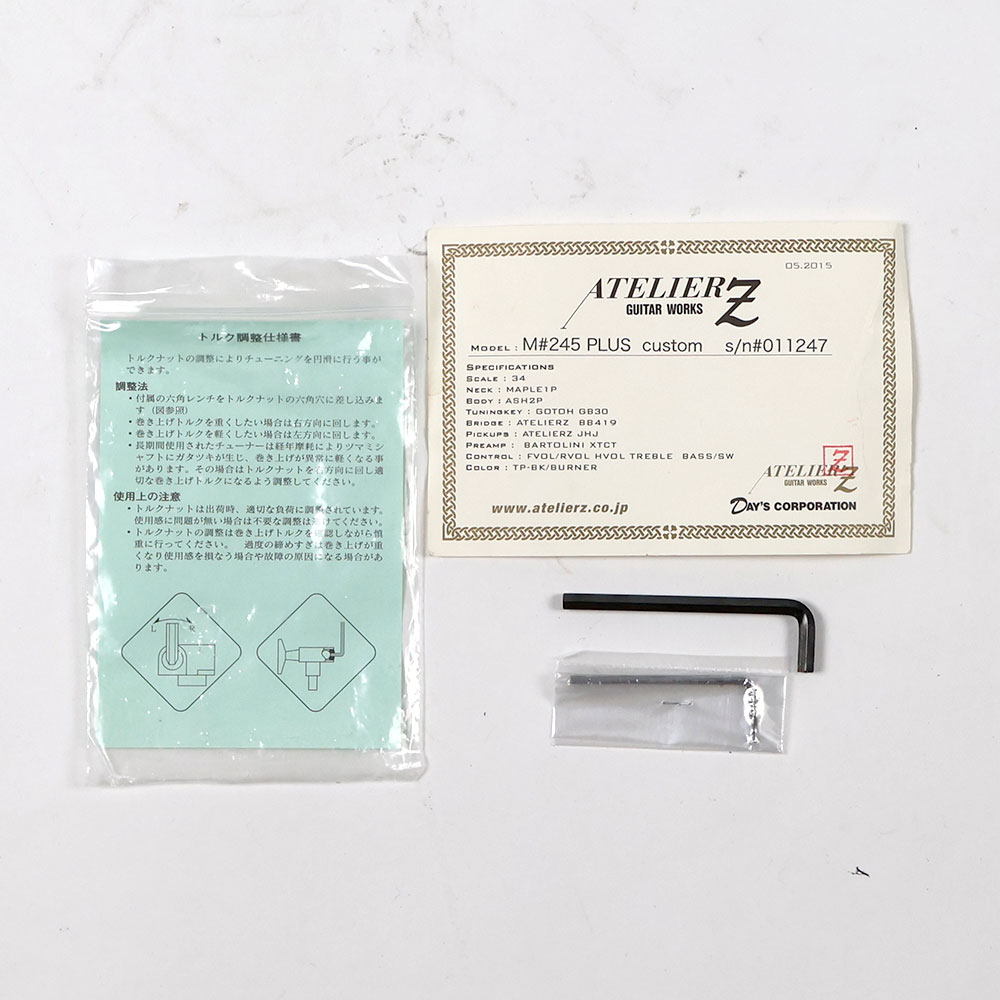 トルク調整仕様書
トルクナットの調整によりチューニングを円滑に行う事が
できます。
調整法
・付属の六角レンチをトルクナットの六角穴に差し込みま
す（図参照）
・巻き上げトルクを重くしたい場合は右方向に回します。
・巻き上げトルクを軽くしたい場合は左方向に回します。
・長期間使用されたチューナーは経年摩耗によりツマミシ
ャフトにガタツキが生じ、巻き上げが異常に軽くなる事
があります。その場合はトルクナットを右方向に回し適
切な巻き上げトルクになるよう調整してください。
使用上の注意
・トルクナットは出荷時、適切な負荷に調整されています。
使用感に問題が無い場合は不要な調整は避けてください。
・トルクナットの調整は巻き上げトルクを確認しながら慎
重に行ってください。 過度の締めすぎは巻き上げが重
くなり使用感を損なう場合や故障の原因になる場合があ
ります。
L R
05.2015
ATELIER Z
GUITAR WORKS
MODEL: M#245 PLUS custom s/n#011247
SPECIFICATIONS
SCALE : 34
NECK : MAPLE1P
BODY : ASH2P
TUNINGKEY : GOTOH GB30
BRIDGE : ATELIERZ BB419
PICKUPS : ATELIERZ JHJ
PREAMP : BARTOLINI XTCT
CONTROL : FVOL/RVOL HVOL TREBLE BASS/SW
COLOR : TP-BK/BURNER
ATELIER Z
GUITAR WORKS
Z
www.atelierz.co.jp
DAY'S CORPORATION